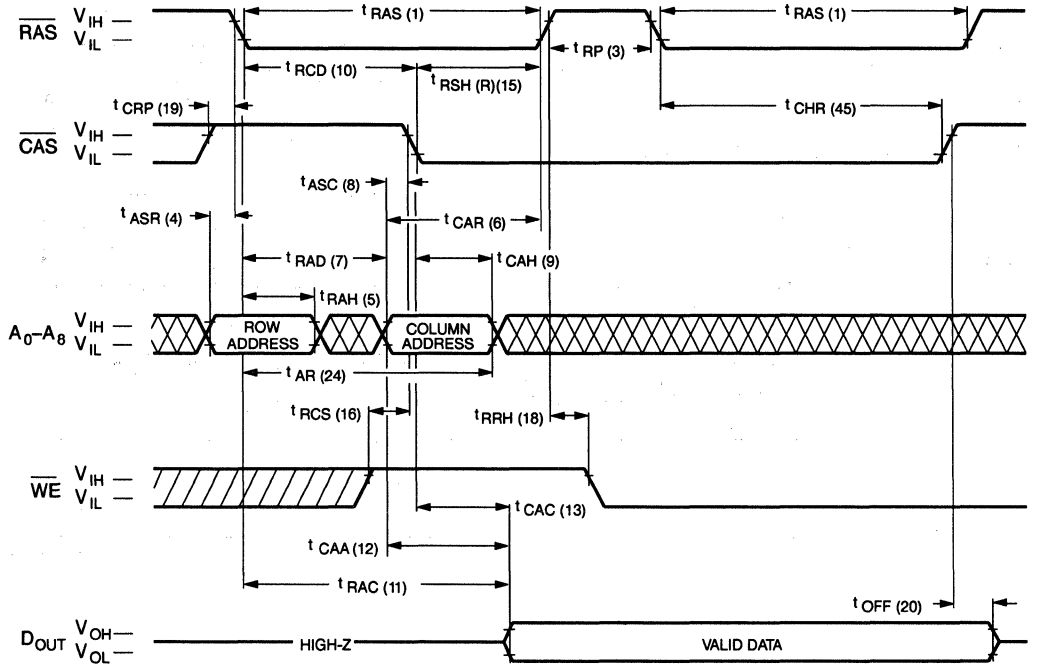 RAS V IH
V IL
t RAS (1)
t RAS (1)
t RP (3)
t RCD (10)
t RSH (R)(15)
t CRP (19)
t CHR (45)
CAS V IH
V IL
t ASC (8)
t ASR (4)
t CAR (6)
t RAD (7)
t CAH (9)
t RAH (5)
A0–A8 V IH
V IL
ROW
ADDRESS
COLUMN
ADDRESS
t AR (24)
t RCS (16)
t RRH (18)
WE V IH
V IL
t CAC (13)
t CAA (12)
t RAC (11)
t OFF (20)
DOUT V OH
V OL
HIGH-Z
VALID DATA